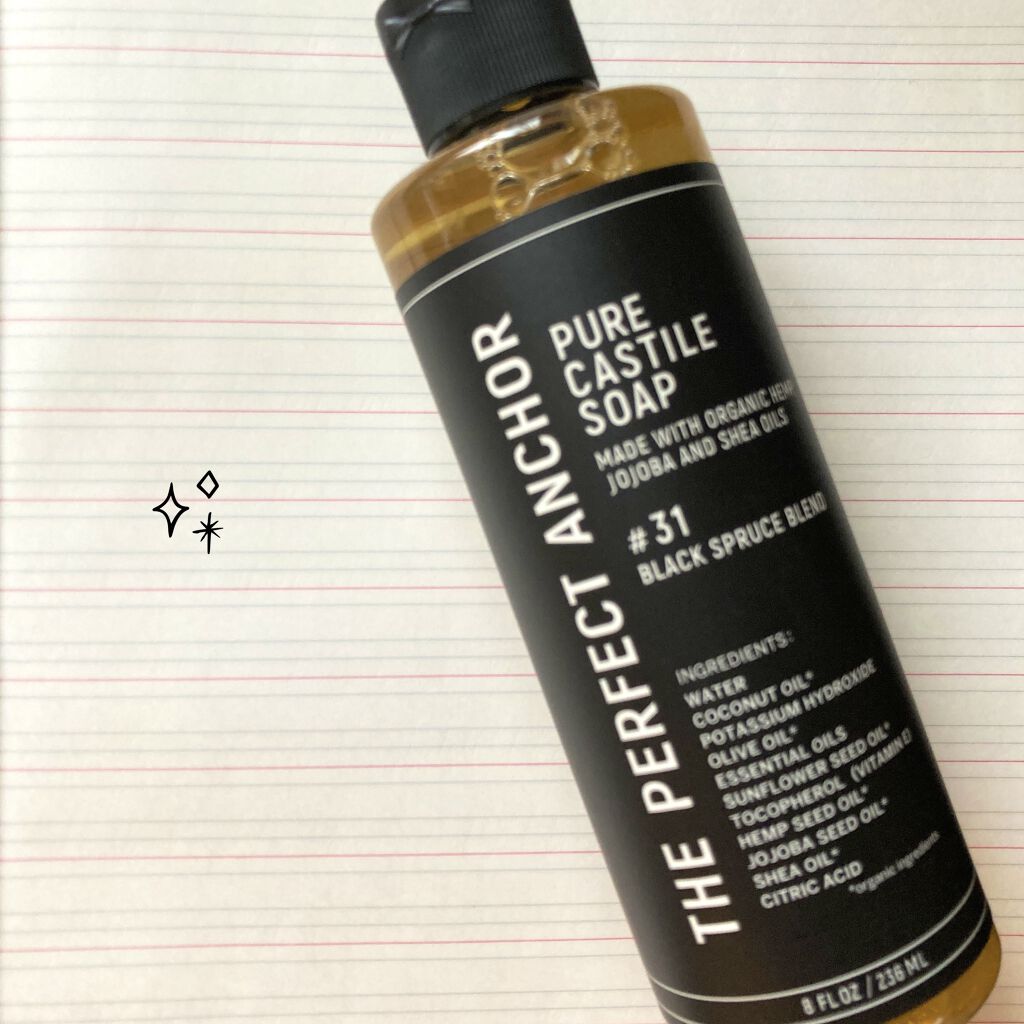 THE PERFECT ANCHOR
PURE
CASTILE
SOAP
MADE WITH ORGANIC HEMP
JOJOBA AND SHEA OILS
#31
BLACK SPRUCE BLEND
INGREDIENTS:
WATER
COCONUT OIL*
POTASSIUM HYDROXIDE
OLIVE OIL*
ESSENTIAL OILS
SUNFLOWER SEED OIL*
TOCOPHEROL (VITAMIN E)
HEMP SEED OIL*
JOJOBA SEED OIL*
SHEA OIL*
CITRIC ACID
*organic ingredients
8 FL OZ / 236 ML